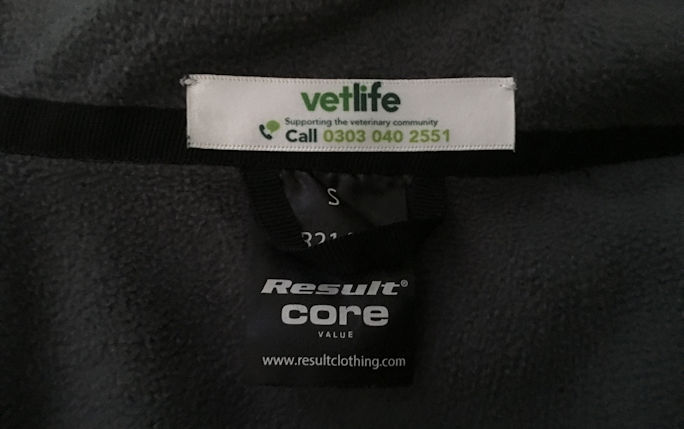 vetlife
Supporting the veterinary community
Call 0303 040 2551
S
Result®
core
VALUE
www.resultclothing.com